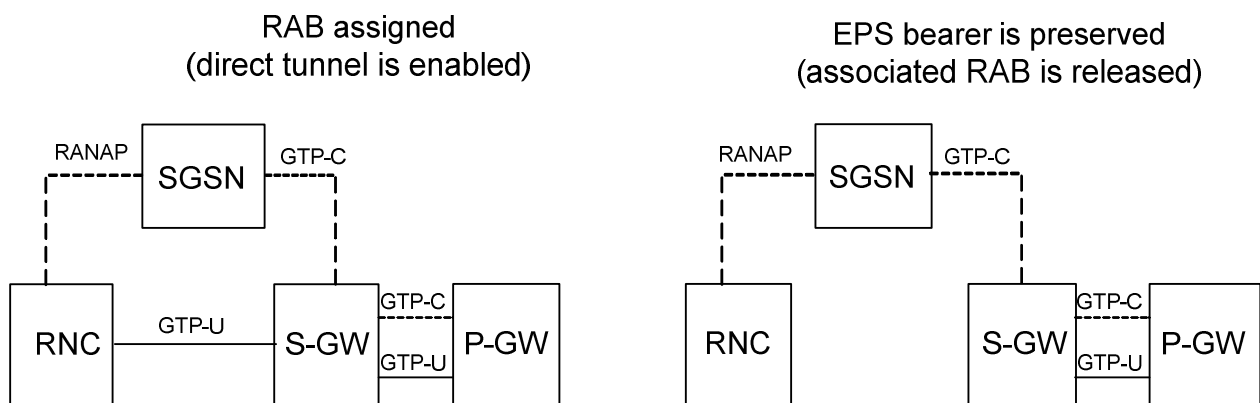 RAB assigned
(direct tunnel is enabled)
RANAP
SGSN
GTP-C
RNC
GTP-U
S-GW
GTP-C
GTP-U
P-GW
EPS bearer is preserved
(associated RAB is released)
RANAP
SGSN
GTP-C
RNC
S-GW
GTP-C
GTP-U
P-GW